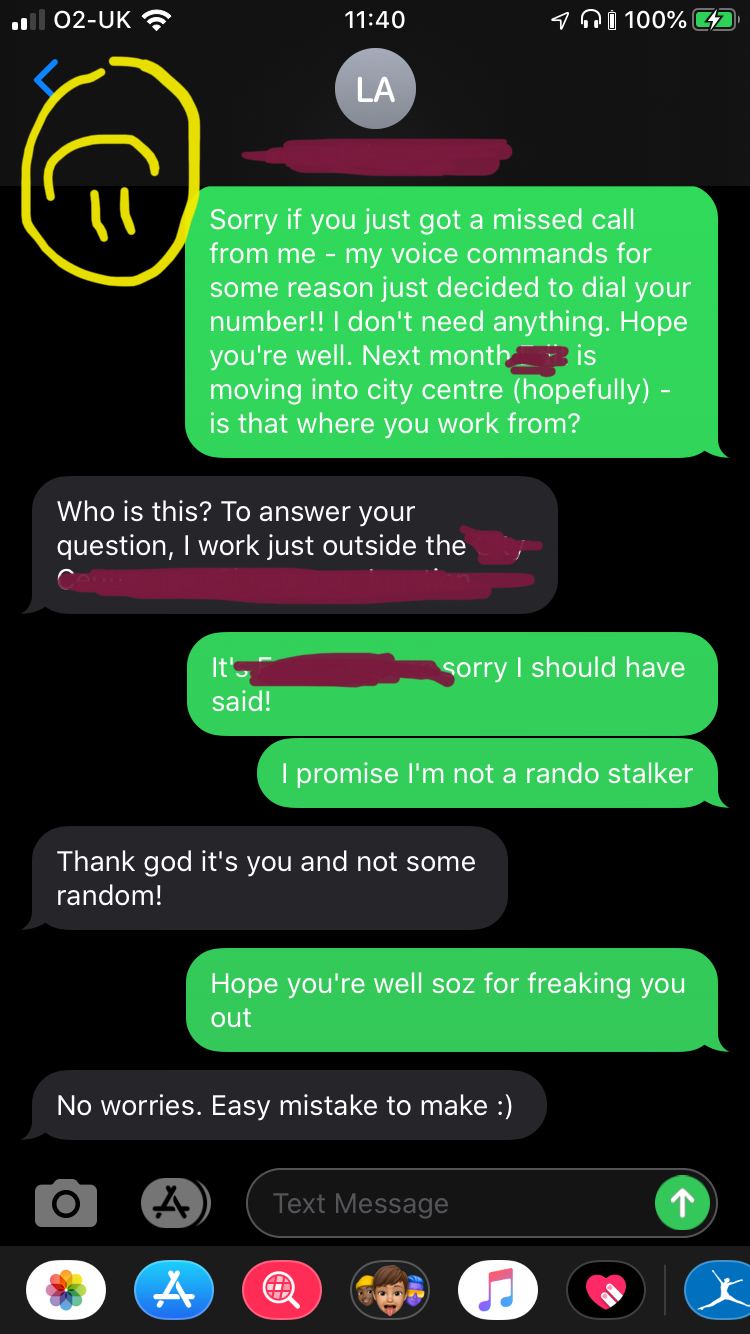 O2-UK 11:40 100%
LA
Sorry if you just got a missed call
from me - my voice commands for
some reason just decided to dial your
number!! I don't need anything. Hope
you're well. Next month is
moving into city centre (hopefully) -
is that where you work from?
Who is this? To answer your
question, I work just outside the
It's sorry I should have
said!
I promise I'm not a rando stalker
Thank god it's you and not some
random!
Hope you're well soz for freaking you
out
No worries. Easy mistake to make :)
Text Message